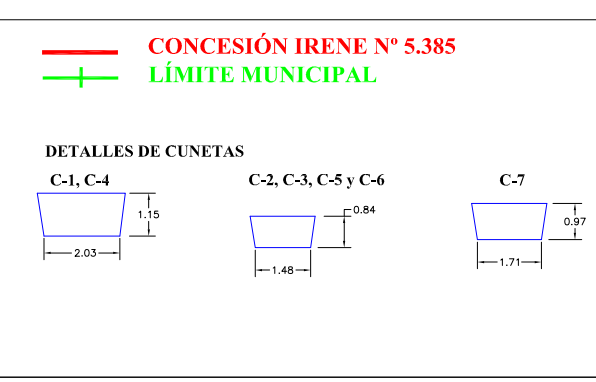 CONCESIÓN IRENE Nº 5.385
LÍMITE MUNICIPAL
DETALLES DE CUNETAS
C-1, C-4
C-2, C-3, C-5 y C-6
C-7
1.15
2.03
0.84
1.48
0.97
1.71